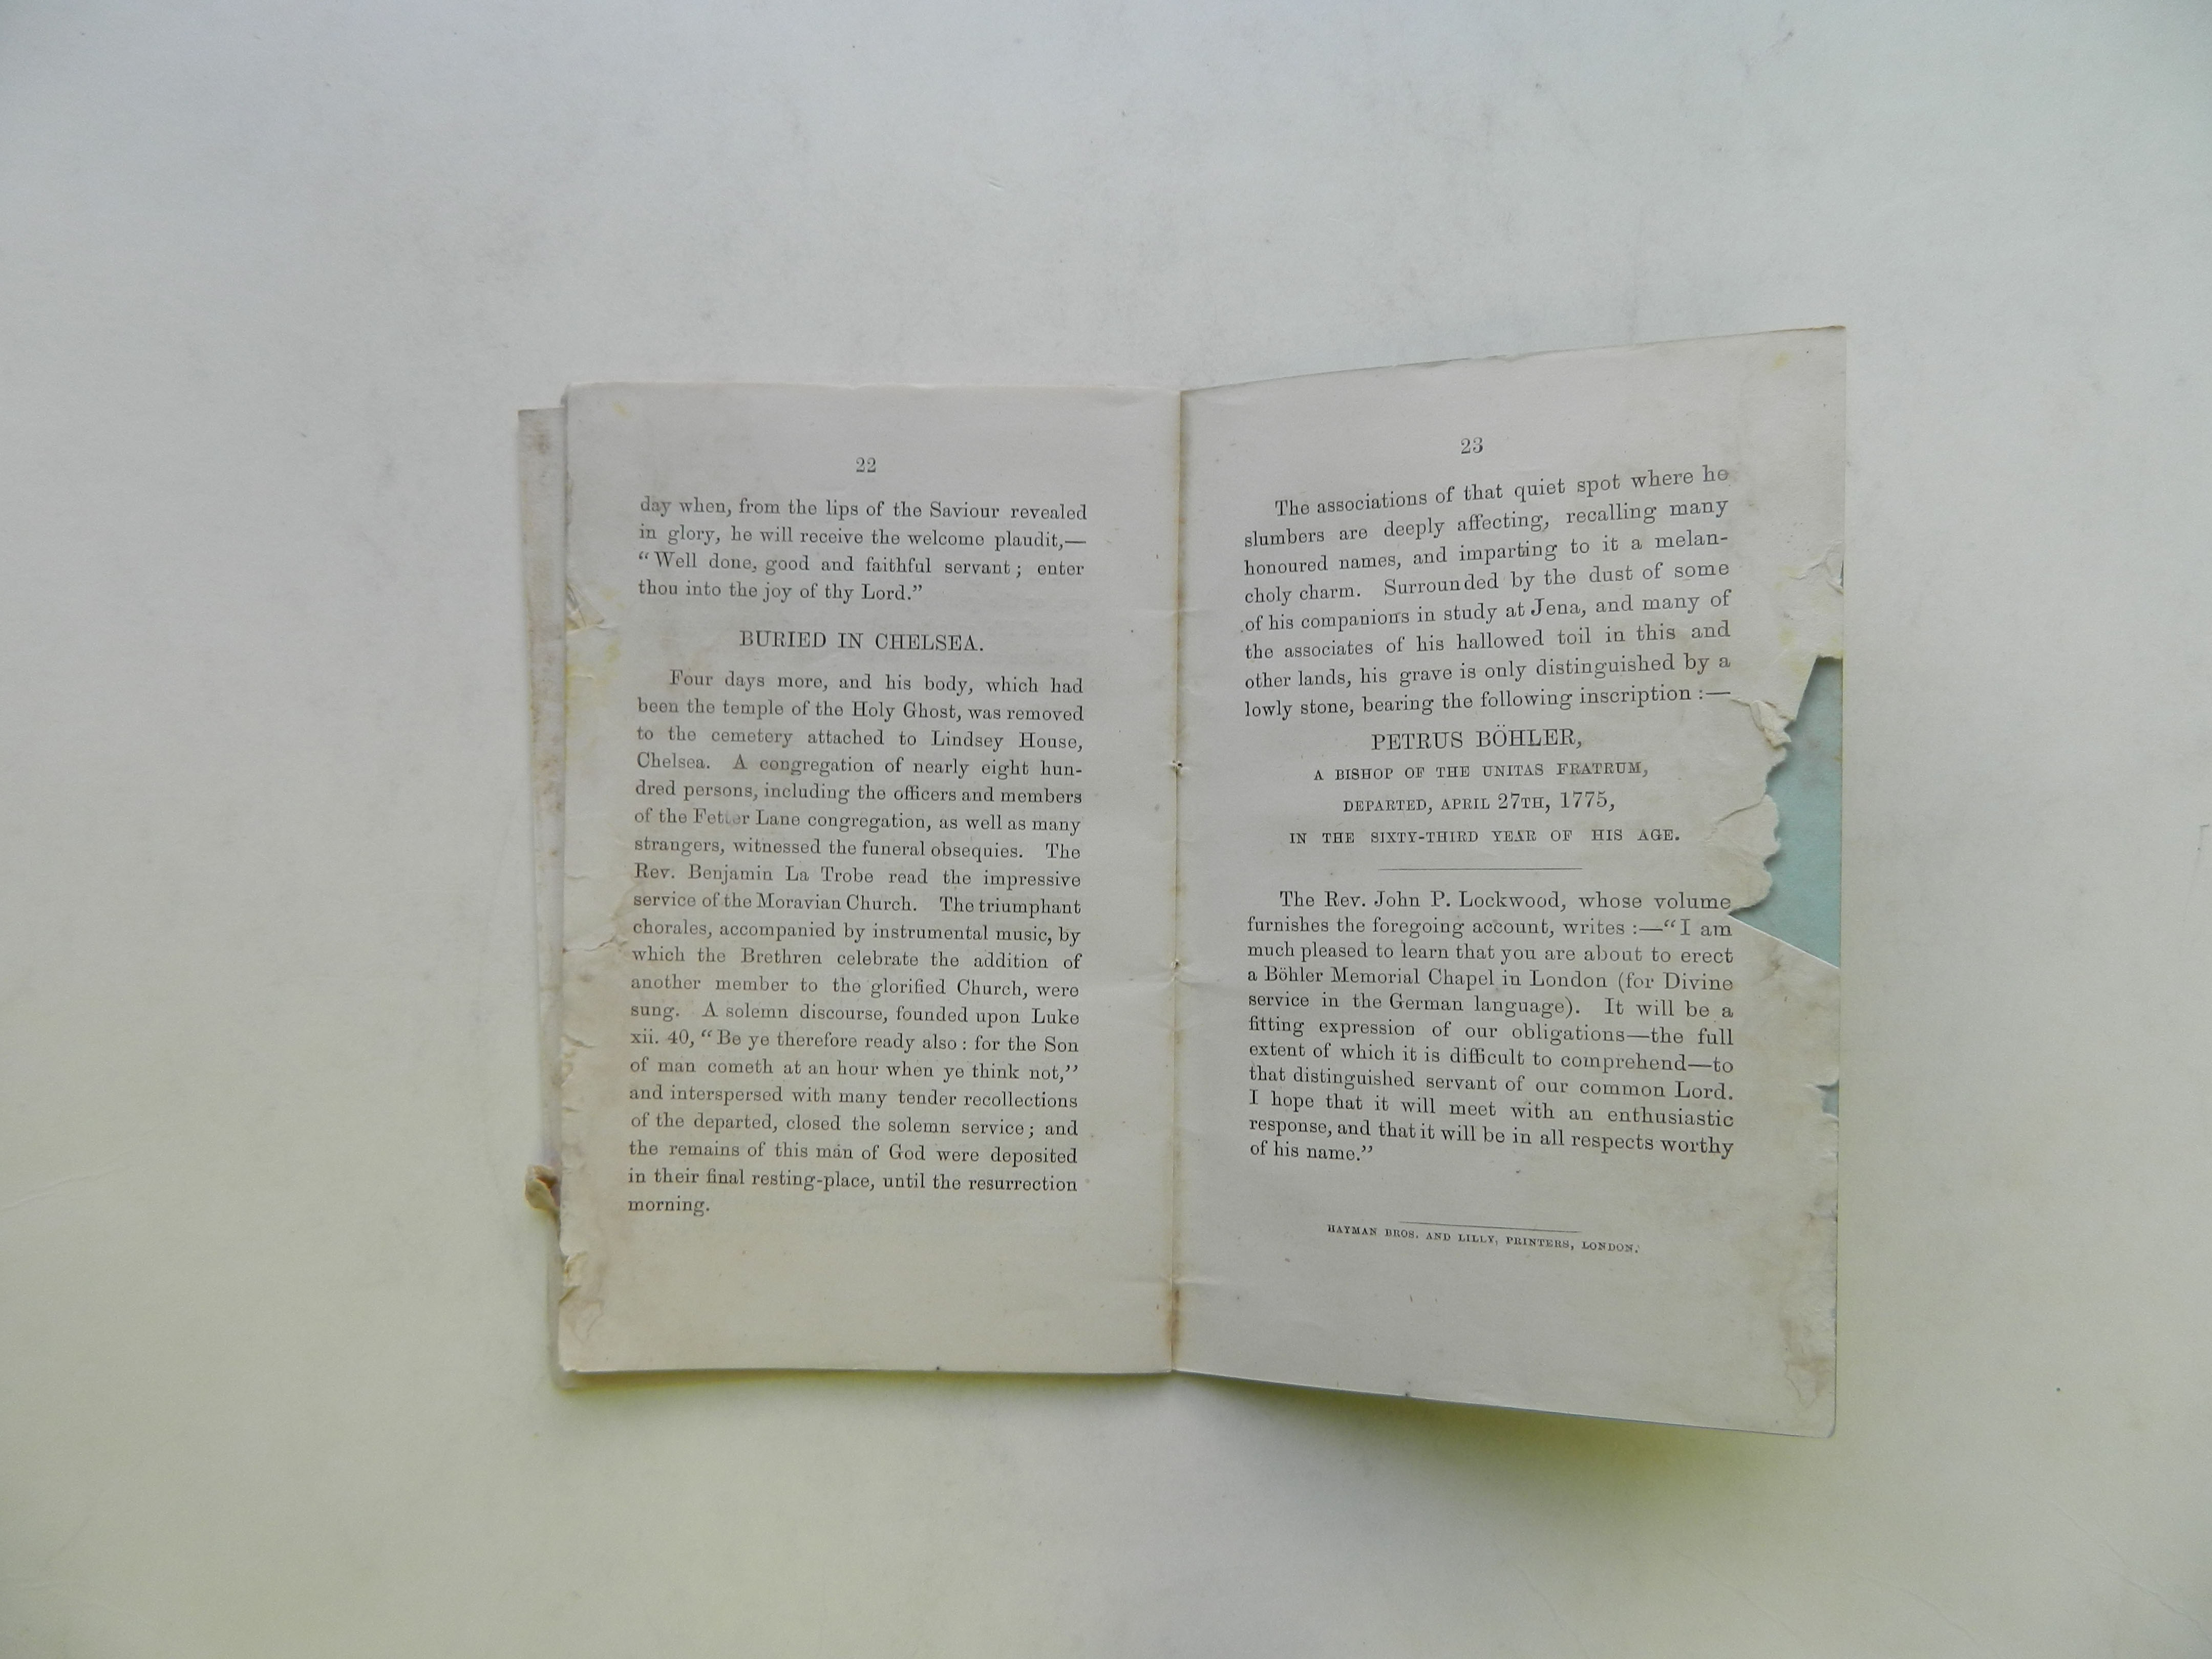 22
day when, from the lips of the Saviour revealed
in glory, he will receive the welcome plaudit,—
“Well done, good and faithful servant; enter
thou into the joy of thy Lord.”
BURIED IN CHELSEA.
Four days more, and his body, which had
been the temple of the Holy Ghost, was removed
to the cemetery attached to Lindsey House,
Chelsea. A congregation of nearly eight hun-
dred persons, including the officers and members
of the Fetter Lane congregation, as well as many
strangers, witnessed the funeral obsequies. The
Rev. Benjamin La Trobe read the impressive
service of the Moravian Church. The triumphant
chorales, accompanied by instrumental music, by
which the Brethren celebrate the addition of
another member to the glorified Church, were
sung. A solemn discourse, founded upon Luke
xii. 40, “Be ye therefore ready also: for the Son
of man cometh at an hour when ye think not,”
and interspersed with many tender recollections
of the departed, closed the solemn service; and
the remains of this man of God were deposited
in their final resting-place, until the resurrection
morning.
23
The associations of that quiet spot where he
slumbers are deeply affecting, recalling many
honoured names, and imparting to it a melan-
choly charm. Surrounded by the dust of some
of his companions in study at Jena, and many of
the associates of his hallowed toil in this and
other lands, his grave is only distinguished by a
lowly stone, bearing the following inscription :—
PETRUS BÖHLER,
A BISHOP OF THE UNITAS FRATRUM,
DEPARTED, APRIL 27TH, 1775,
IN THE SIXTY-THIRD YEAR OF HIS AGE.
The Rev. John P. Lockwood, whose volume
furnishes the foregoing account, writes :—“I am
much pleased to learn that you are about to erect
a Böhler Memorial Chapel in London (for Divine
service in the German language). It will be a
fitting expression of our obligations—the full
extent of which it is difficult to comprehend—to
that distinguished servant of our common Lord.
I hope that it will meet with an enthusiastic
response, and that it will be in all respects worthy
of his name.”
HAYMAN BROS. AND LILLY, PRINTERS, LONDON.